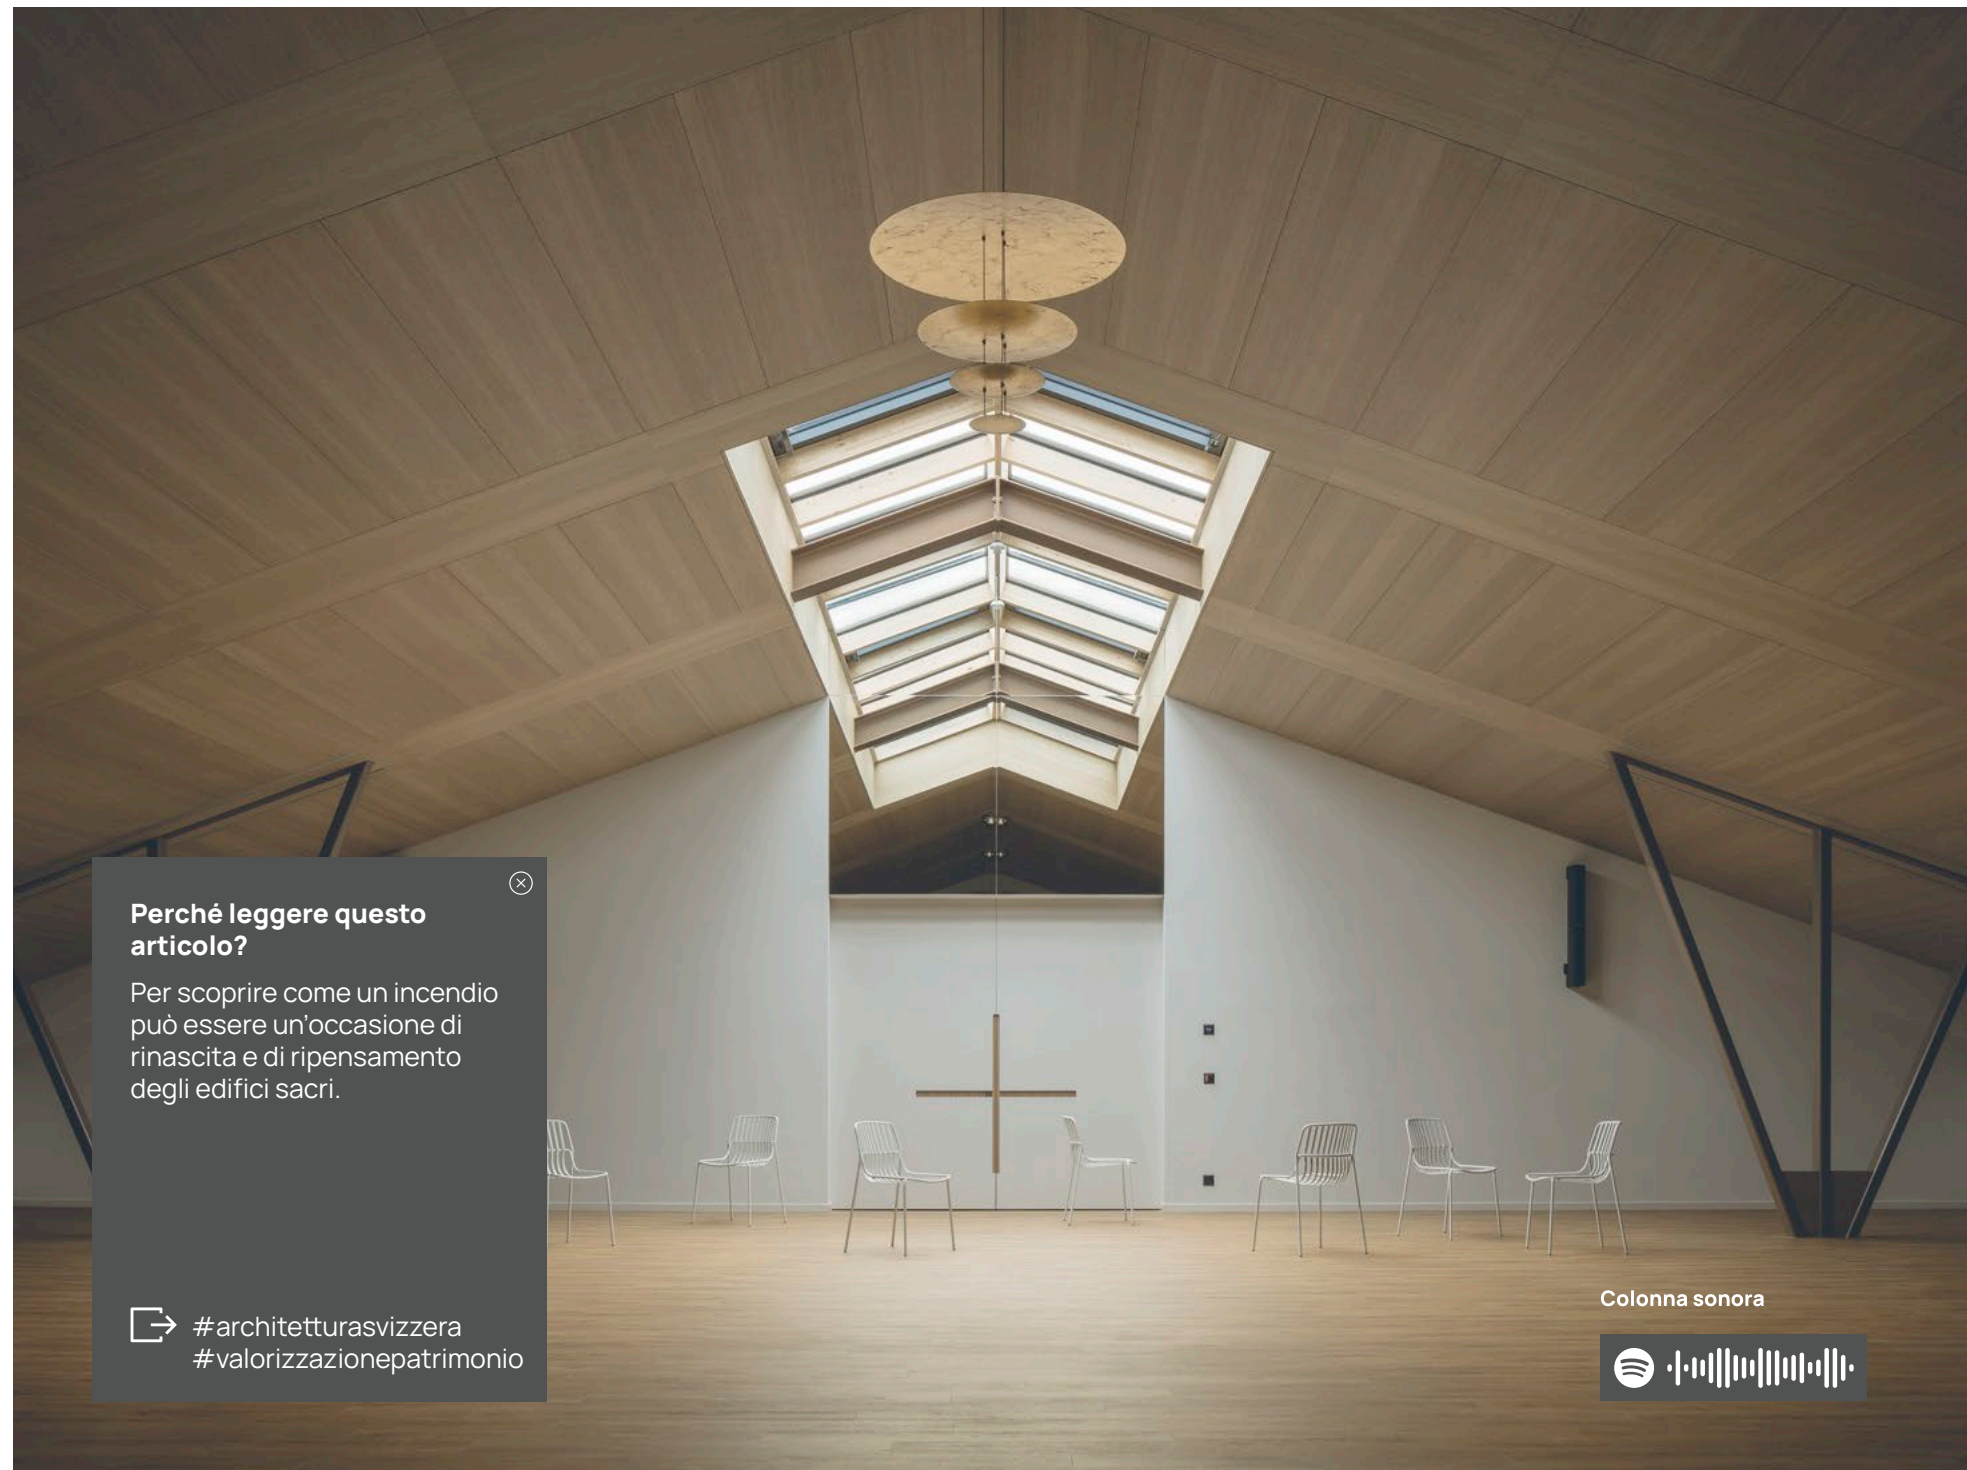 Perché leggere questo
articolo?
Per scoprire come un incendio
può essere un’occasione di
rinascita e di ripensamento
degli edifici sacri.
#architetturasvizzera
#valorizzazionepatrimonio
Colonna sonora